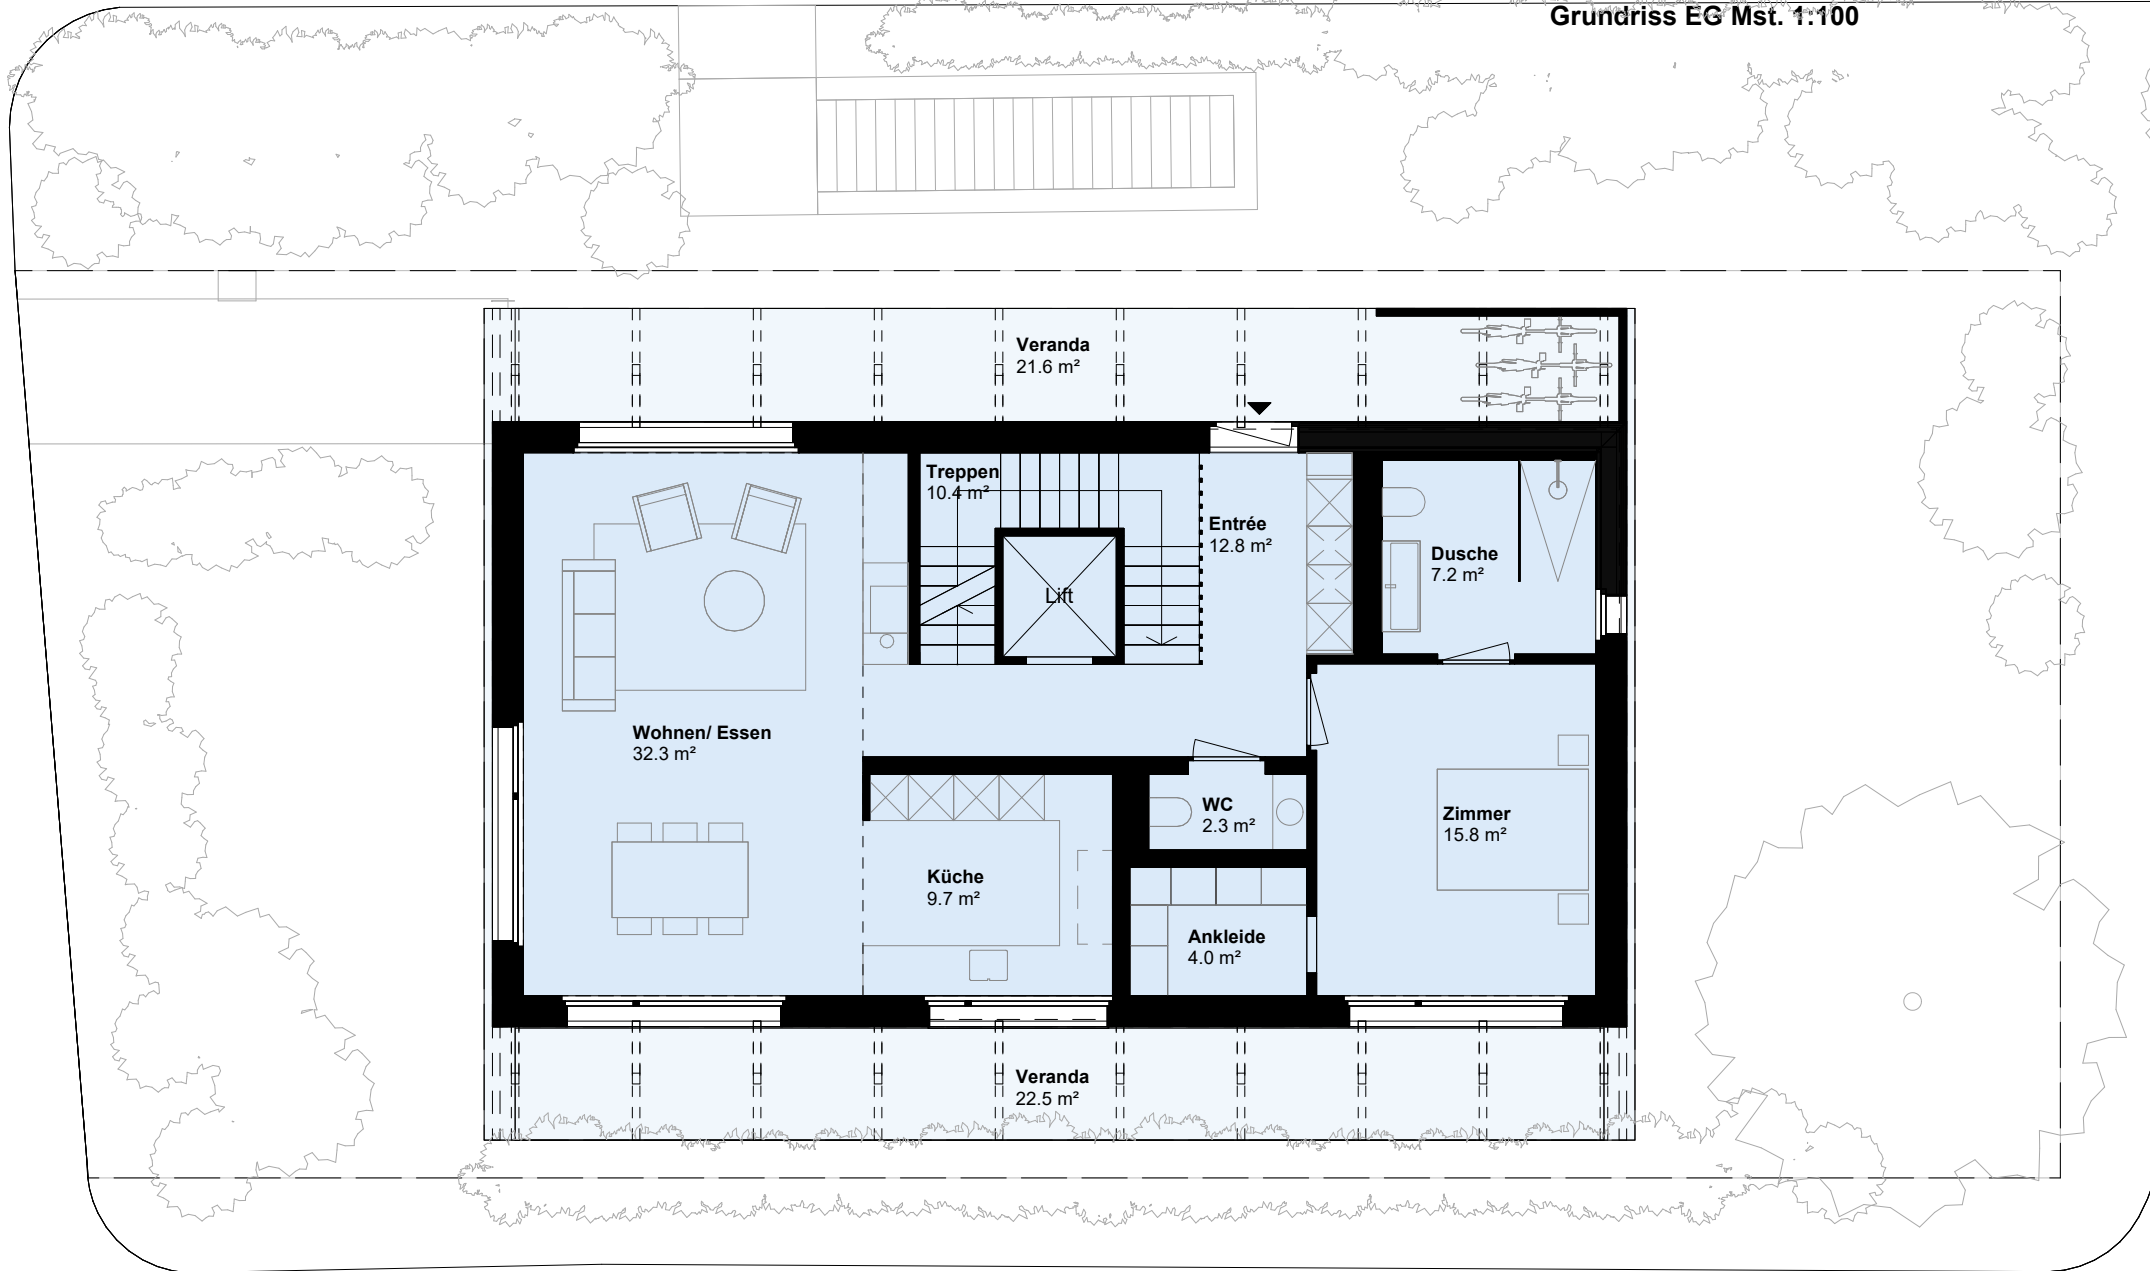 Grundriss EG Mst. 1:100
Veranda
21.6 m²
Treppen
10.4 m²
Entrée
12.8 m²
Dusche
7.2 m²
Lift
Wohnen/ Essen
32.3 m²
WC
2.3 m²
Zimmer
15.8 m²
Küche
9.7 m²
Ankleide
4.0 m²
Veranda
22.5 m²